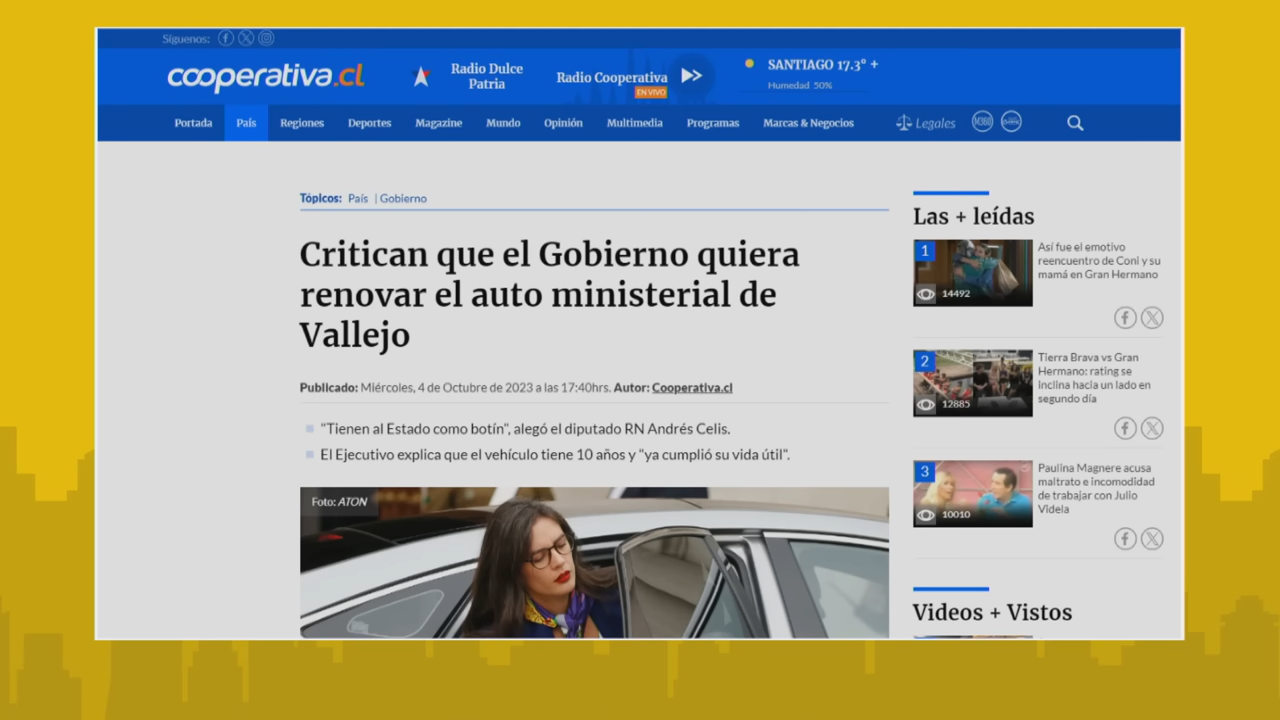 Síguenos:
cooperativa.cl
Radio Dulce
Patria
Radio Cooperativa
EN VIVO
SANTIAGO 17.3° +
Humedad 50%
Portada País Regiones Deportes Magazine Mundo Opinión Multimedia Programas Marcas & Negocios Legales
Tópicos: País | Gobierno
Critican que el Gobierno quiera
renovar el auto ministerial de
Vallejo
Publicado: Miércoles, 4 de Octubre de 2023 a las 17:40hrs. Autor: Cooperativa.cl
"Tienen al Estado como botín", alegó el diputado RN Andrés Celis.
El Ejecutivo explica que el vehículo tiene 10 años y "ya cumplió su vida útil".
Foto: ATON
Las + leídas
1
14492
Así fue el emotivo
reencuentro de Coni y su
mamá en Gran Hermano
2
12885
Tierra Brava vs Gran
Hermano: rating se
inclina hacia un lado en
segundo día
3
10010
Paulina Magnere acusa
maltrato e incomodidad
de trabajar con Julio
Videla
Videos + Vistos